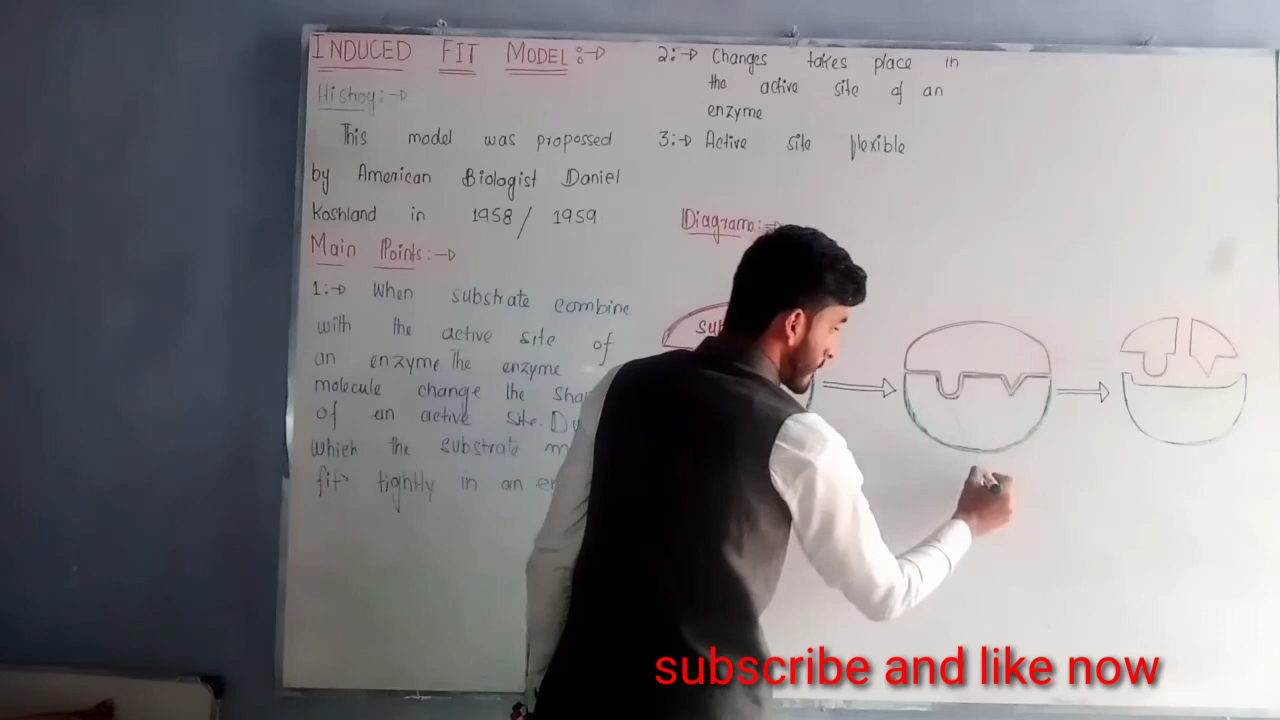 INDUCED FIT MODEL :→
Histroy :→
This model was propossed
by American Biologist Daniel
Koshland in 1958 / 1959
Main Points :→
1:→ When substrate combine
with the active site of
an enzyme The enzyme
molecule change the
of an active site.
which the substrate
fit tightly in an
2:→ Changes takes place in
the active site of an
enzyme
3:→ Active site flexible
Diagram :→
subscribe and like now